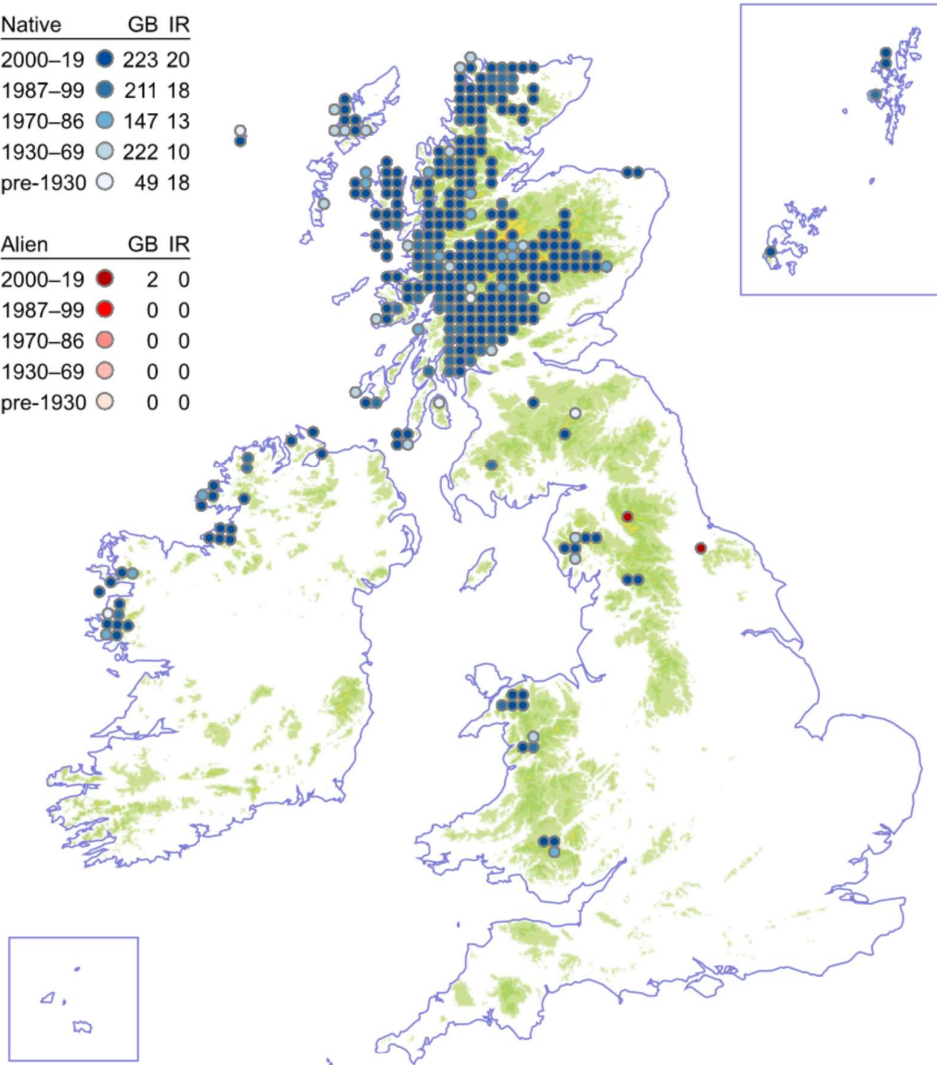 Native GB IR
2000–19 223 20
1987–99 211 18
1970–86 147 13
1930–69 222 10
pre-1930 49 18
Alien GB IR
2000–19 2 0
1987–99 0 0
1970–86 0 0
1930–69 0 0
pre-1930 0 0